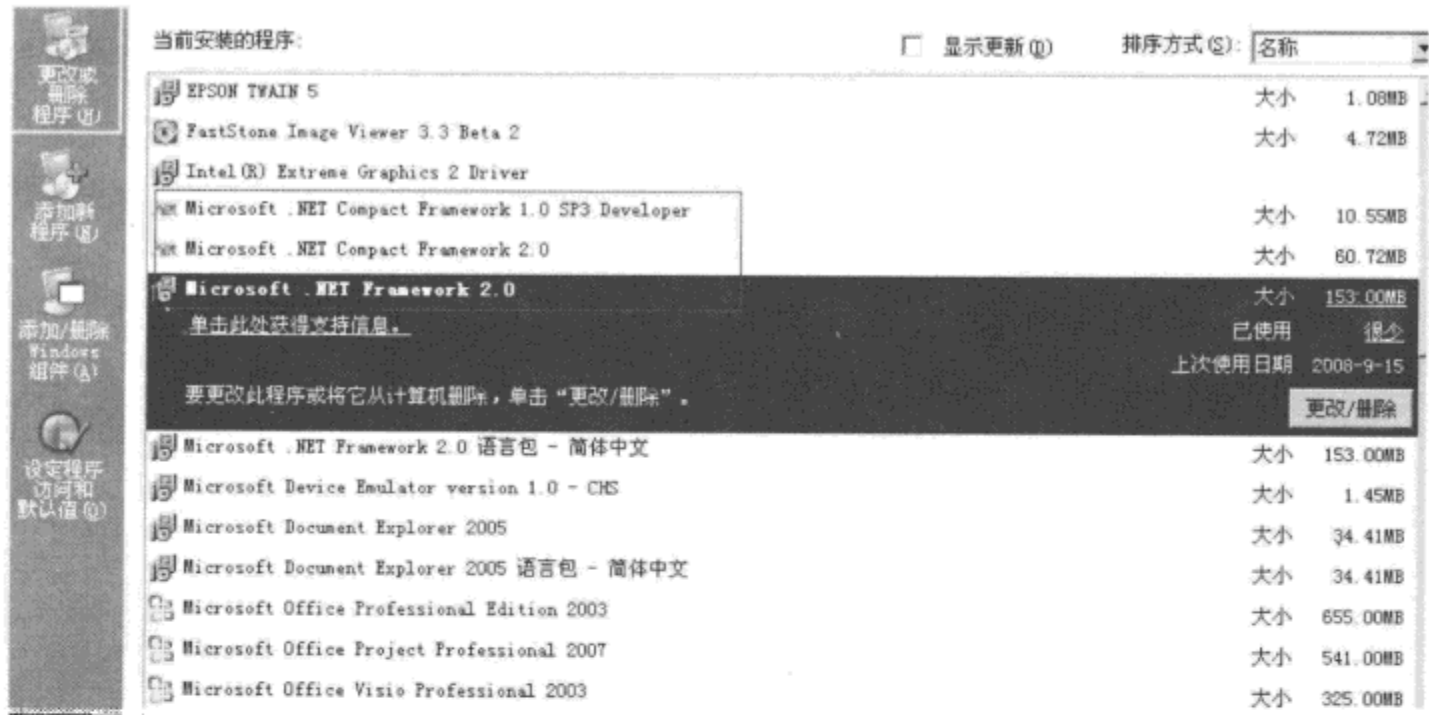 更改或
删除
程序(H)
添加新
程序(N)
添加/删除
Windows
组件(A)
设定程序
访问和
默认值(O)
当前安装的程序:
显示更新(D)
排序方式(S): 名称
EPSON TWAIN 5 大小 1.08MB
FastStone Image Viewer 3.3 Beta 2 大小 4.72MB
Intel(R) Extreme Graphics 2 Driver
Microsoft .NET Compact Framework 1.0 SP3 Developer 大小 10.55MB
Microsoft .NET Compact Framework 2.0 大小 60.72MB
Microsoft .NET Framework 2.0 大小 153.00MB
单击此处获得支持信息。 已使用 很少
上次使用日期 2008-9-15
要更改此程序或将它从计算机删除,单击“更改/删除”。 更改/删除
Microsoft .NET Framework 2.0 语言包 - 简体中文 大小 153.00MB
Microsoft Device Emulator version 1.0 - CHS 大小 1.45MB
Microsoft Document Explorer 2005 大小 34.41MB
Microsoft Document Explorer 2005 语言包 - 简体中文 大小 34.41MB
Microsoft Office Professional Edition 2003 大小 655.00MB
Microsoft Office Project Professional 2007 大小 541.00MB
Microsoft Office Visio Professional 2003 大小 325.00MB